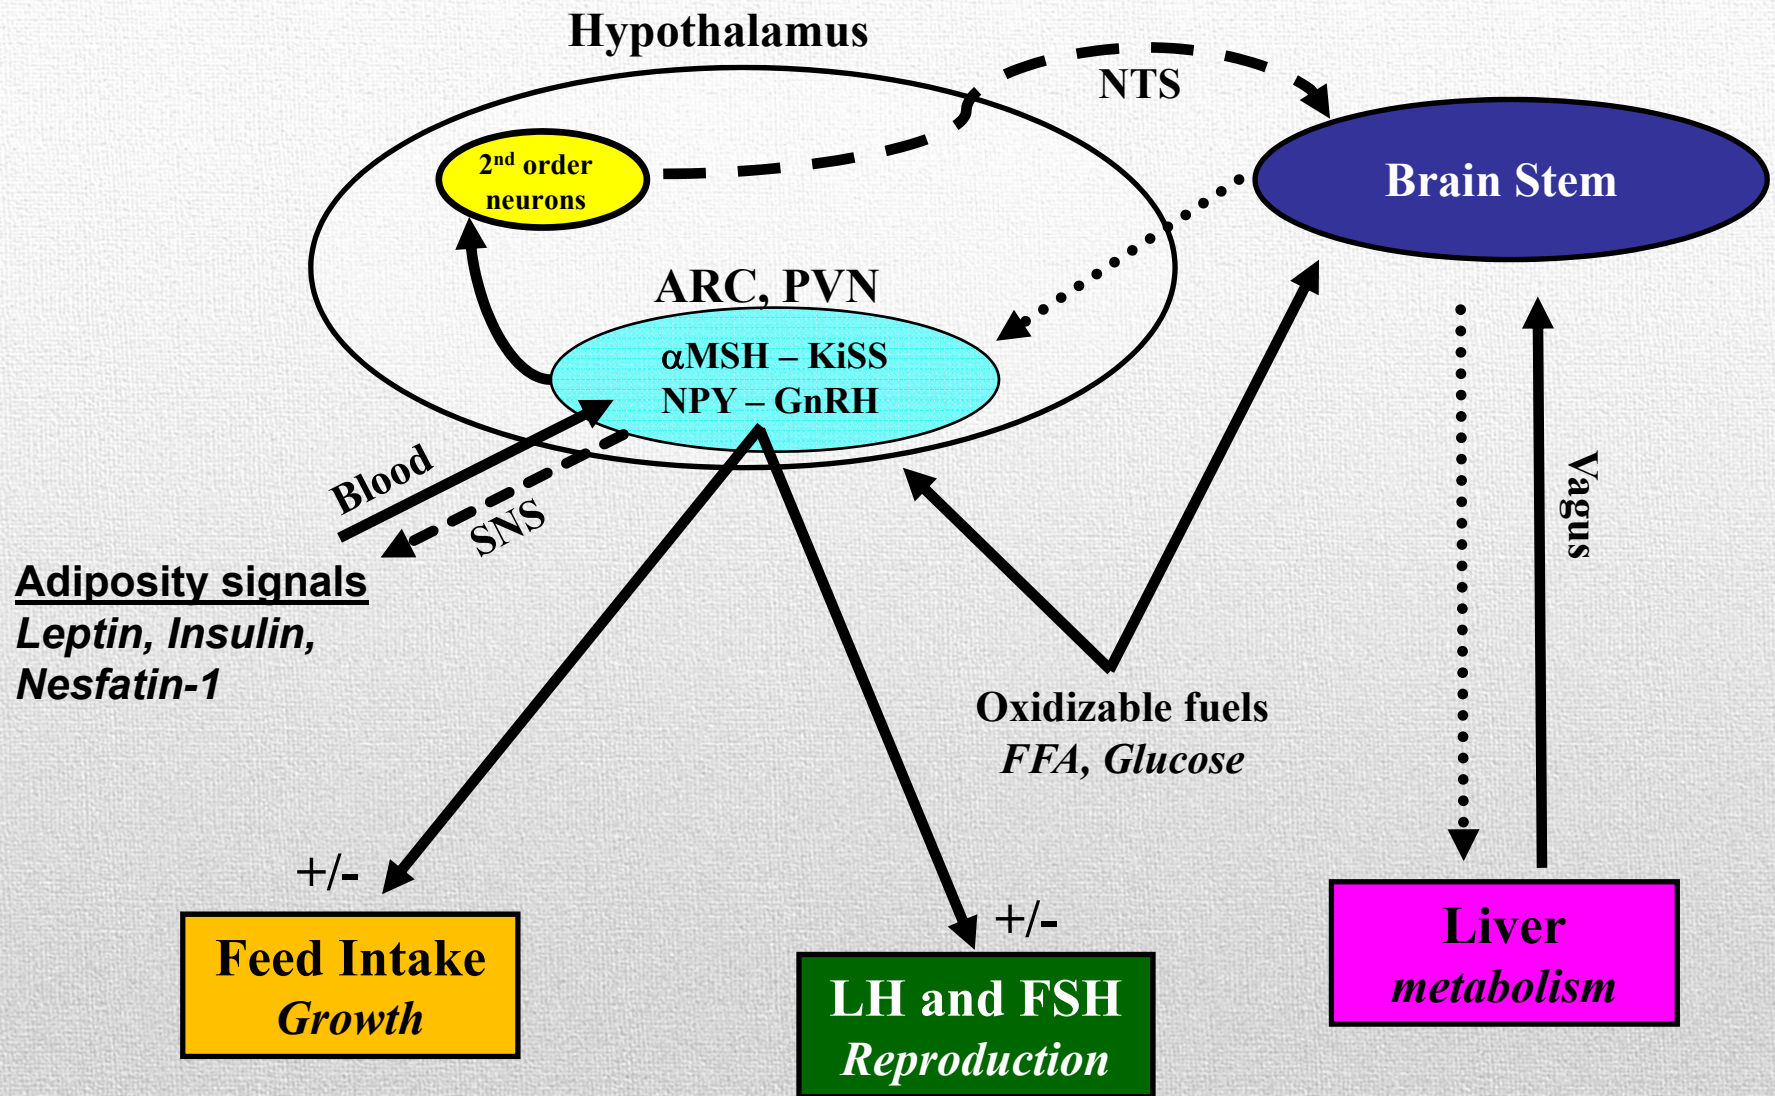 Hypothalamus
NTS
2nd order
neurons
Brain Stem
ARC, PVN
αMSH – KiSS
NPY – GnRH
Blood
SNS
Vagus
Adiposity signals
Leptin, Insulin,
Nesfatin-1
Oxidizable fuels
FFA, Glucose
+/-
+/-
Feed Intake
Growth
LH and FSH
Reproduction
Liver
metabolism